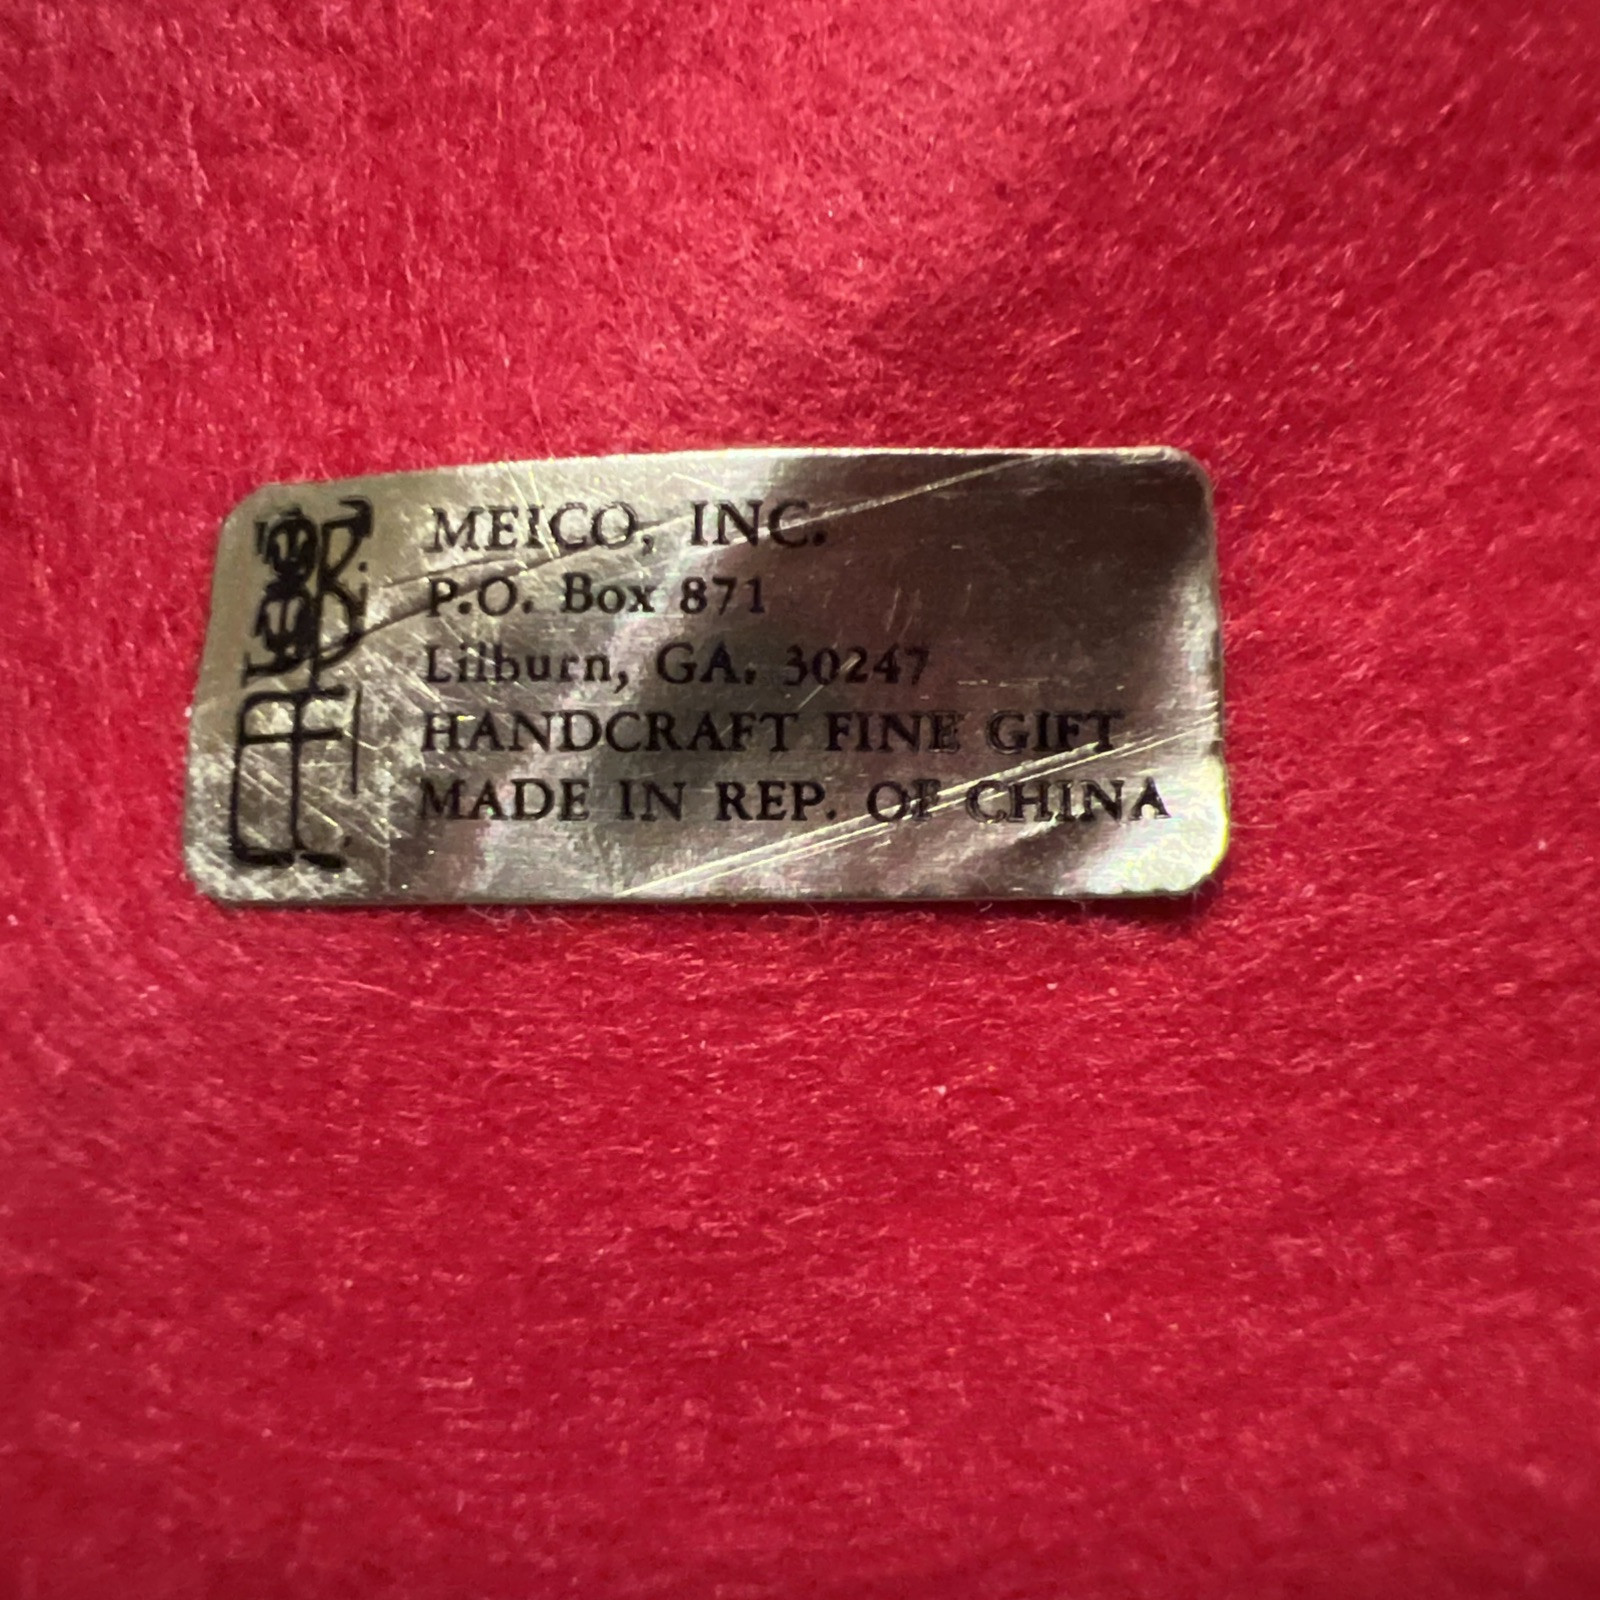 MEICO, INC.
P.O. Box 871
Lilburn, GA. 30247
HANDCRAFT FINE GIFT
MADE IN REP. OF CHINA